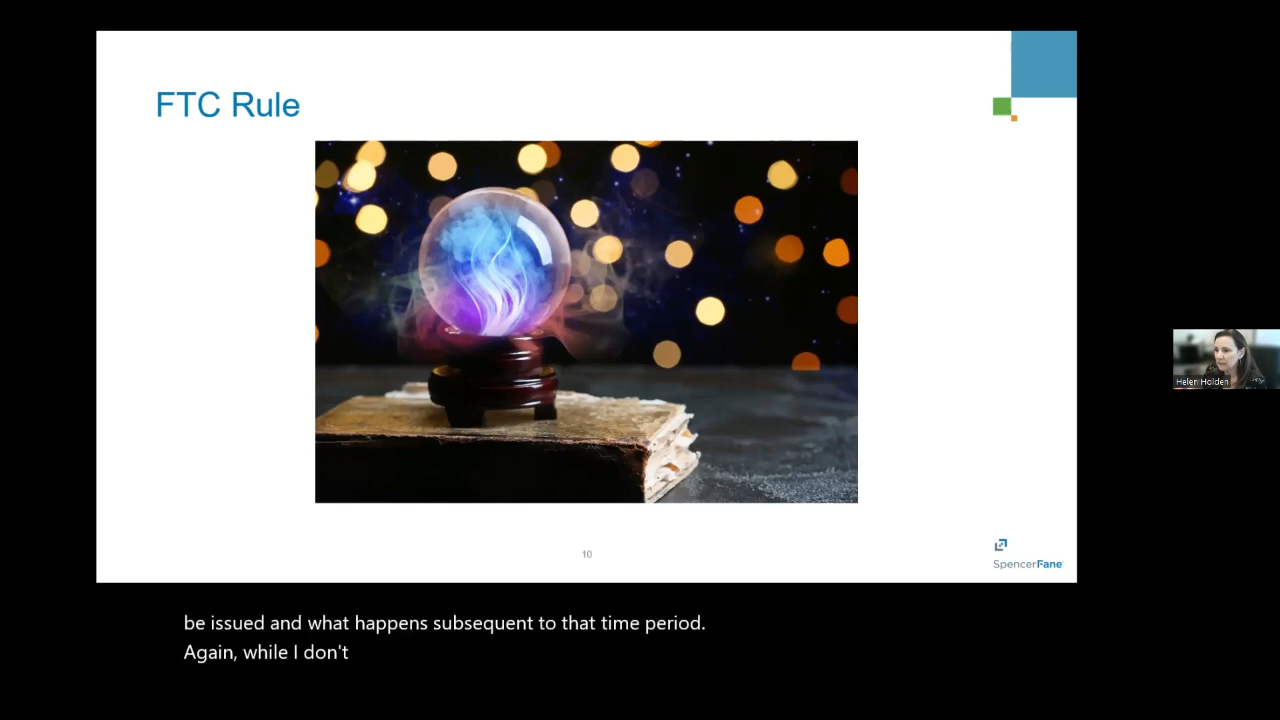 FTC Rule
Helen Holden
10
SpencerFane
be issued and what happens subsequent to that time period.
Again, while I don't